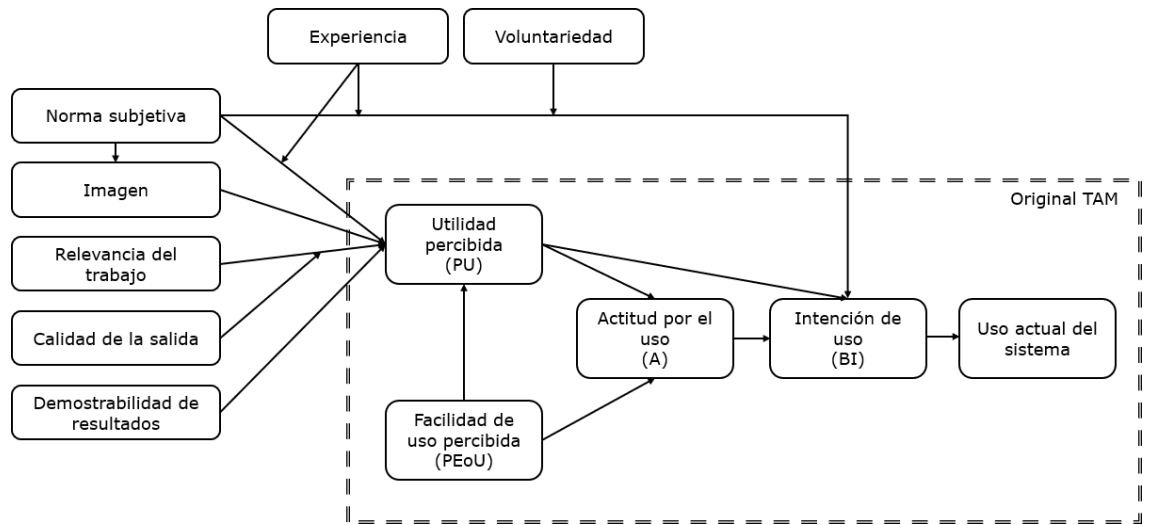 Experiencia
Voluntariedad
Norma subjetiva
Imagen
Relevancia del
trabajo
Calidad de la salida
Demostrabilidad de
resultados
Original TAM
Utilidad
percibida
(PU)
Actitud por el
uso
(A)
Intención de
uso
(BI)
Uso actual del
sistema
Facilidad de
uso percibida
(PEoU)